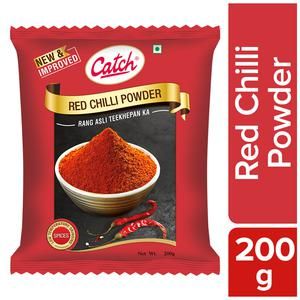 NEW &
IMPROVED
Catch®
RED CHILLI POWDER
RANG ASLI TEEKHEPAN KA
SPICES
Net Wt. 200g
Red Chilli
Powder
200
g